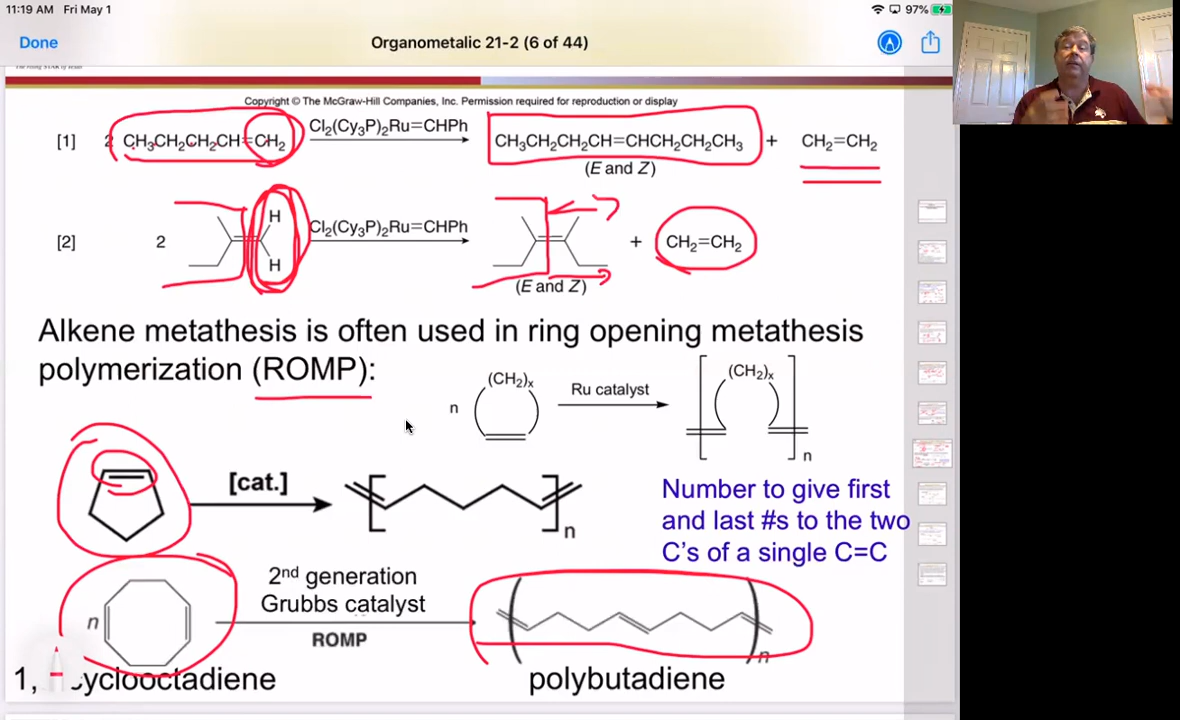 11:19 AM Fri May 1
97%
Done
Organometalic 21-2 (6 of 44)
Copyright © The McGraw-Hill Companies, Inc. Permission required for reproduction or display
[1] 2 CH₃CH₂CH₂CH=CH₂ Cl₂(Cy₃P)₂Ru=CHPh CH₃CH₂CH₂CH=CHCH₂CH₂CH₃ + CH₂=CH₂
(E and Z)
[2] 2 H H Cl₂(Cy₃P)₂Ru=CHPh + CH₂=CH₂
(E and Z)
Alkene metathesis is often used in ring opening metathesis
polymerization (ROMP):
n (CH₂)ₓ Ru catalyst (CH₂)ₓ n
[cat.] n
Number to give first
and last #s to the two
C's of a single C=C
n 2nd generation
Grubbs catalyst
ROMP n
1, yclooctadiene
polybutadiene